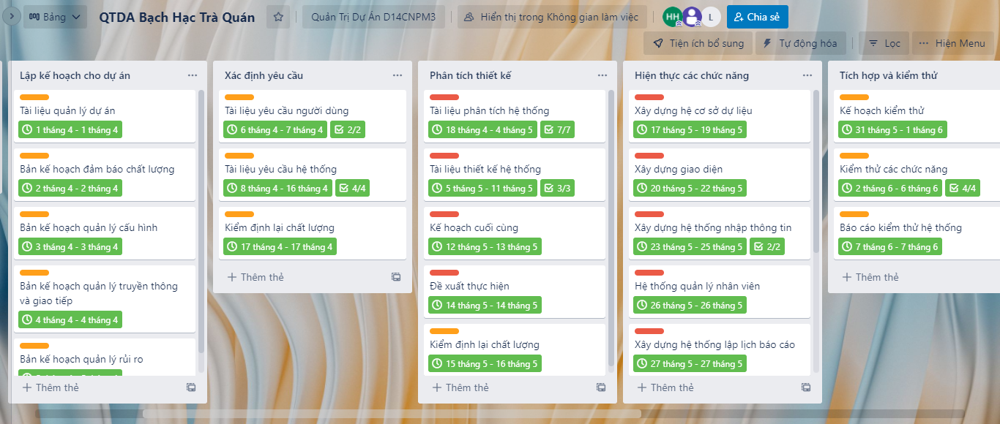 Bảng
QTDA Bạch Hạc Trà Quán
Quản Trị Dự Án D14CNPM3
Hiển thị trong Không gian làm việc
HH
L
Chia sẻ
Tiện ích bổ sung
Tự động hóa
Lọc
Hiện Menu
Lập kế hoạch cho dự án
Tài liệu quản lý dự án
1 tháng 4 - 1 tháng 4
Bản kế hoạch đảm bảo chất lượng
2 tháng 4 - 2 tháng 4
Bản kế hoạch quản lý cấu hình
3 tháng 4 - 3 tháng 4
Bản kế hoạch quản lý truyền thông
và giao tiếp
4 tháng 4 - 4 tháng 4
Bản kế hoạch quản lý rủi ro
Thêm thẻ
Xác định yêu cầu
Tài liệu yêu cầu người dùng
6 tháng 4 - 7 tháng 4
2/2
Tài liệu yêu cầu hệ thống
8 tháng 4 - 16 tháng 4
4/4
Kiểm định lại chất lượng
17 tháng 4 - 17 tháng 4
Thêm thẻ
Phân tích thiết kế
Tài liệu phân tích hệ thống
18 tháng 4 - 4 tháng 5
7/7
Tài liệu thiết kế hệ thống
5 tháng 5 - 11 tháng 5
3/3
Kế hoạch cuối cùng
12 tháng 5 - 13 tháng 5
Đề xuất thực hiện
14 tháng 5 - 14 tháng 5
Kiểm định lại chất lượng
15 tháng 5 - 16 tháng 5
Thêm thẻ
Hiện thực các chức năng
Xây dựng hệ cơ sở dự liệu
17 tháng 5 - 19 tháng 5
Xây dựng giao diện
20 tháng 5 - 22 tháng 5
Xây dựng hệ thống nhập thông tin
23 tháng 5 - 25 tháng 5
2/2
Hệ thống quản lý nhân viên
26 tháng 5 - 26 tháng 5
Xây dựng hệ thống lập lịch báo cáo
27 tháng 5 - 27 tháng 5
Thêm thẻ
Tích hợp và kiểm thử
Kế hoạch kiểm thử
31 tháng 5 - 1 tháng 6
Kiểm thử các chức năng
2 tháng 6 - 6 tháng 6
4/4
Báo cáo kiểm thử hệ thống
7 tháng 6 - 7 tháng 6
Thêm thẻ